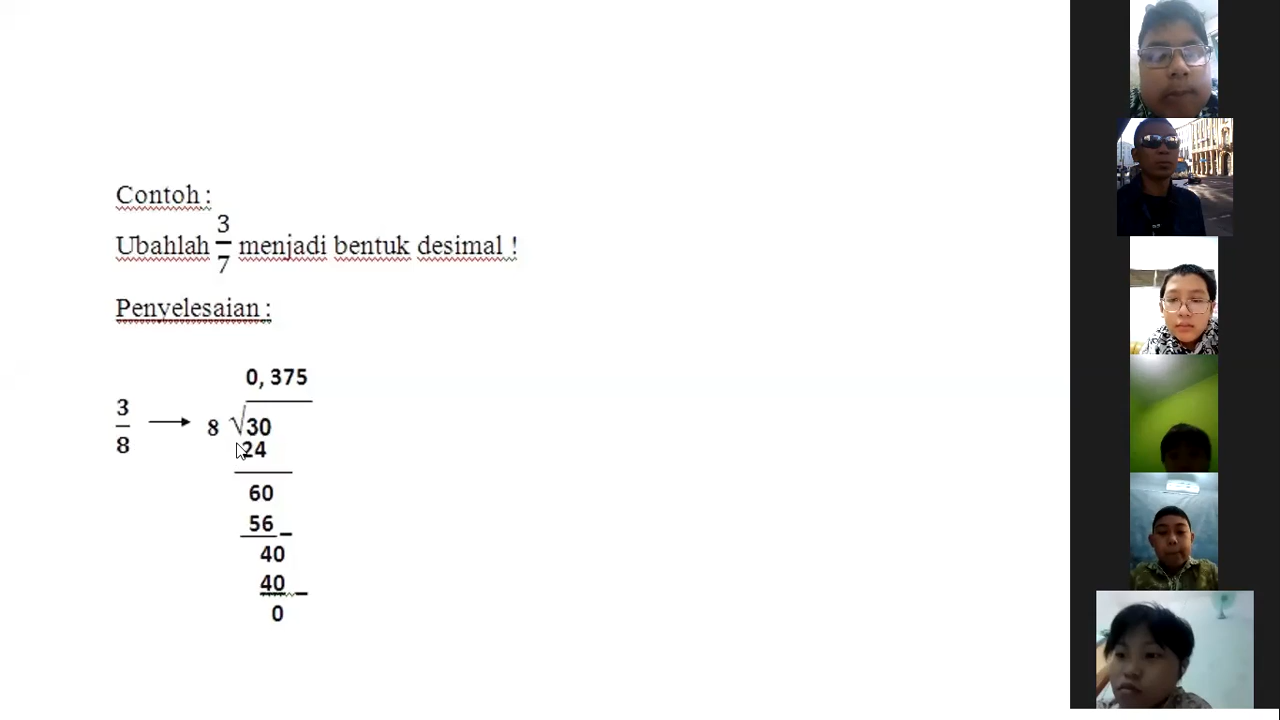 Contoh :
Ubahlah 3/7 menjadi bentuk desimal !
Penyelesaian :
0, 375
3/8 → 8 √30
24
60
56 –
40
40 –
0